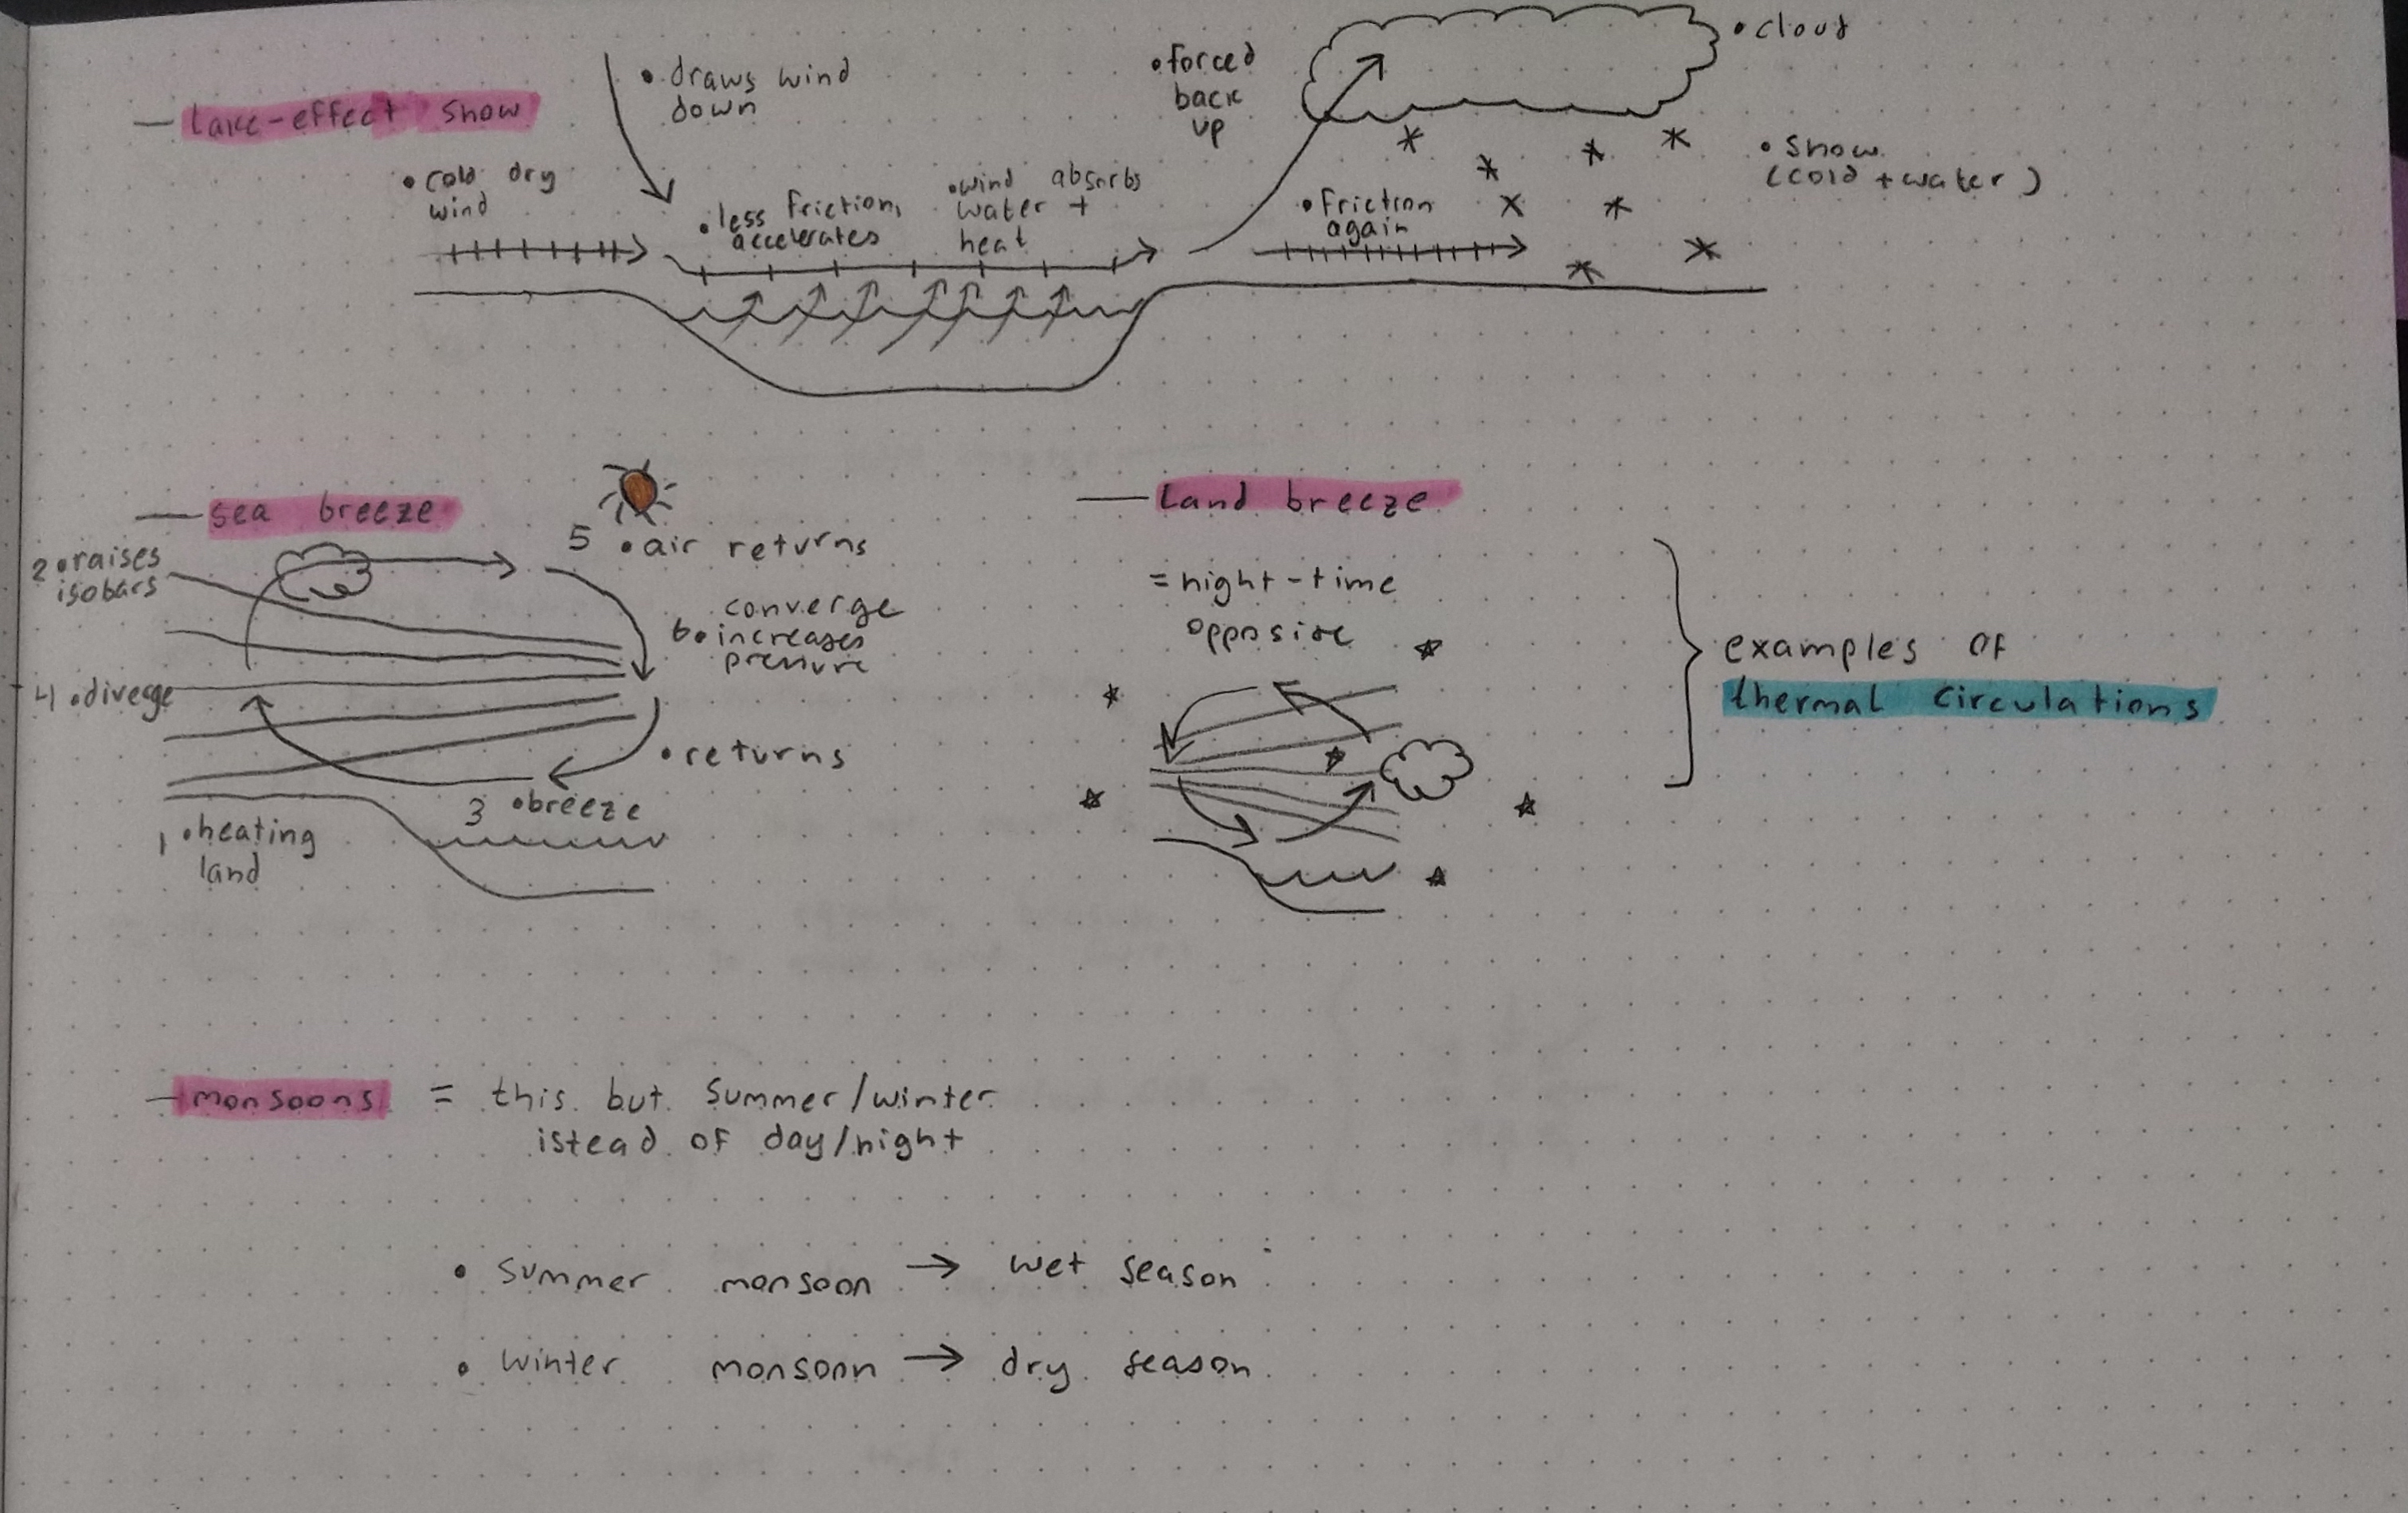 — lake-effect snow
• draws wind
down
• cold dry
wind
• less friction,
accelerates
• wind absorbs
water +
heat
• forced
back
up
• cloud
• friction
again
• snow
(cold + water)
— sea breeze
2 • raises
isobars
5 • air returns
converge
6 • increases
pressure
4 • diverge
• returns
3 • breeze
1 • heating
land
— land breeze
= night-time
opposite
examples of
thermal circulations
— monsoons = this but summer/winter
istead of day/night
• summer monsoon → wet season
• winter monsoon → dry season